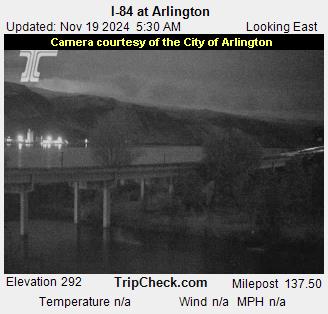 I-84 at Arlington
Updated: Nov 19 2024 5:30 AM Looking East
Camera courtesy of the City of Arlington
Elevation 292 TripCheck.com Milepost 137.50
Temperature n/a Wind n/a MPH n/a